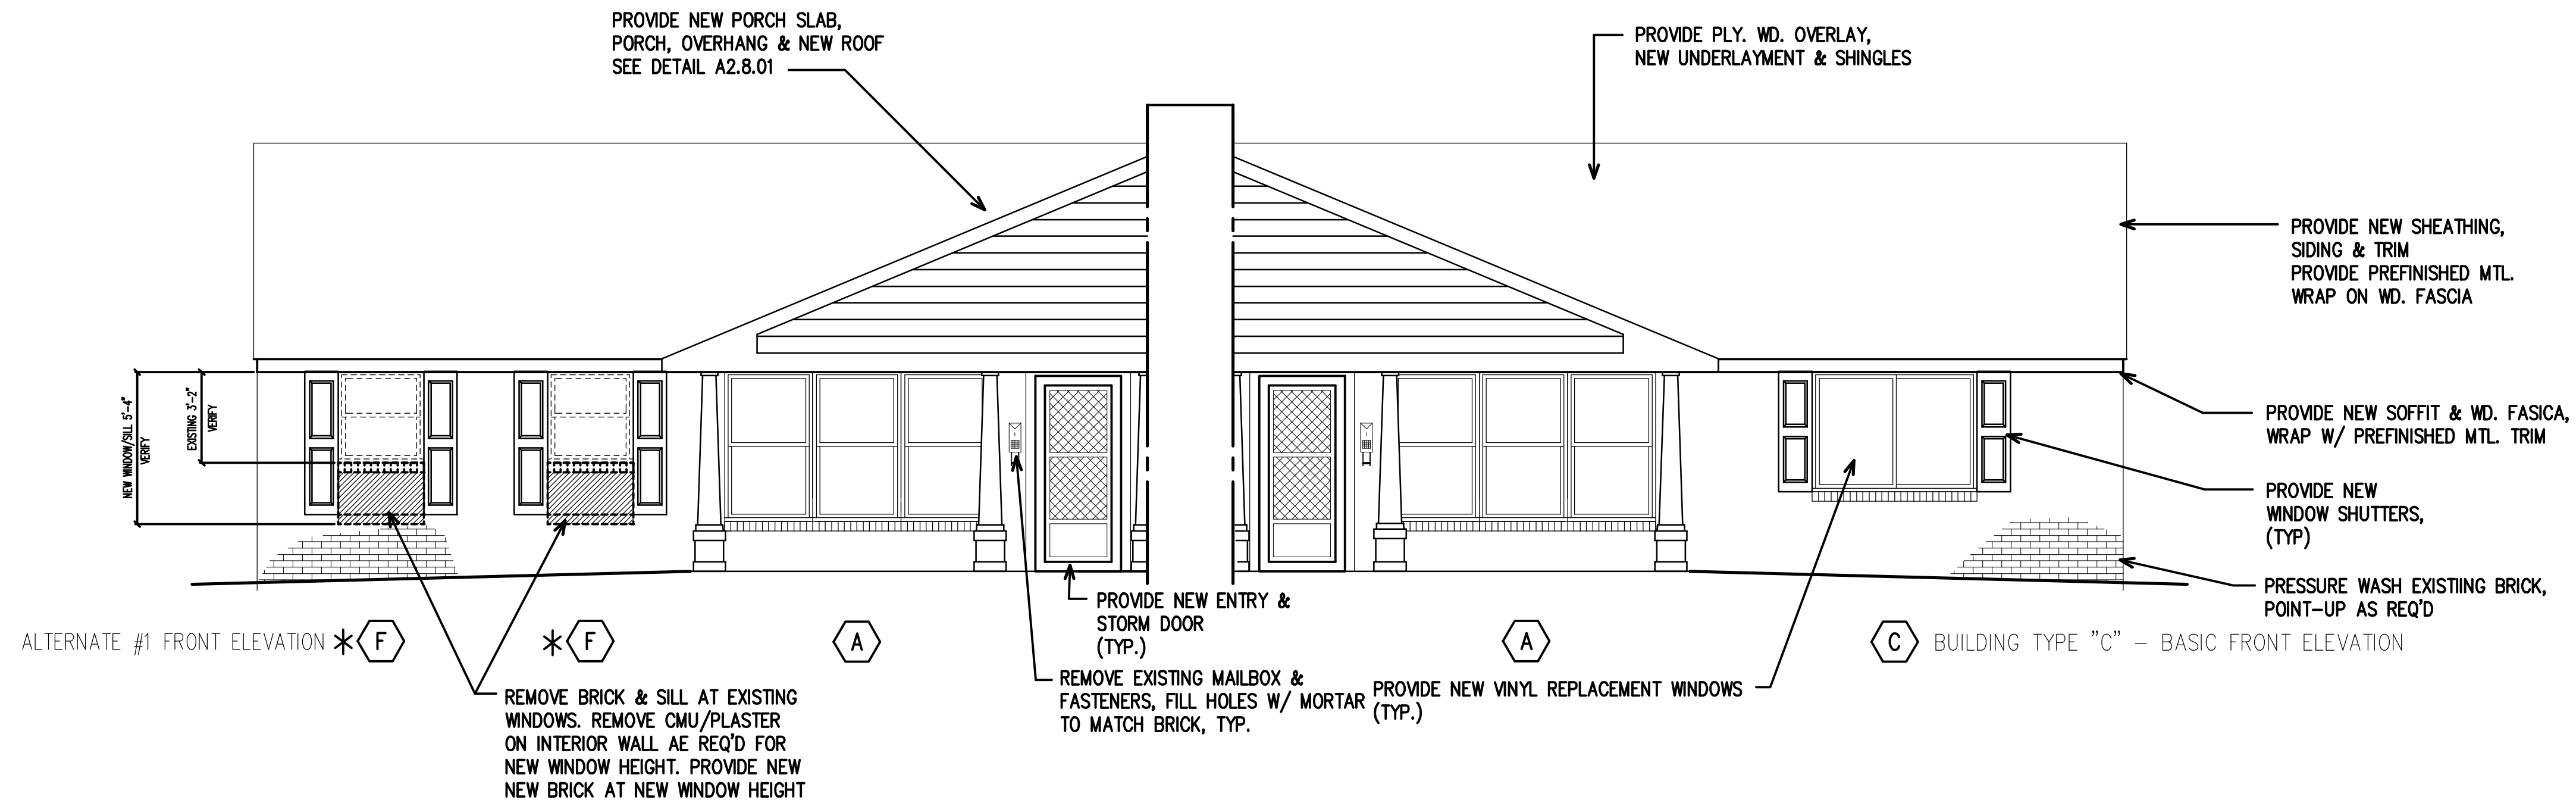 PROVIDE NEW PORCH SLAB,
PORCH, OVERHANG & NEW ROOF
SEE DETAIL A2.8.01
PROVIDE PLY. WD. OVERLAY,
NEW UNDERLAYMENT & SHINGLES
PROVIDE NEW SHEATHING,
SIDING & TRIM
PROVIDE PREFINISHED MTL.
WRAP ON WD. FASCIA
NEW WINDOW/SILL 5'-4"
VERIFY
EXISTING 3'-2"
VERIFY
PROVIDE NEW SOFFIT & WD. FASICA,
WRAP W/ PREFINISHED MTL. TRIM
PROVIDE NEW
WINDOW SHUTTERS,
(TYP)
PRESSURE WASH EXISTIING BRICK,
POINT-UP AS REQ'D
PROVIDE NEW ENTRY &
STORM DOOR
(TYP.)
ALTERNATE #1 FRONT ELEVATION * F
* F
A
A
C BUILDING TYPE "C" - BASIC FRONT ELEVATION
REMOVE BRICK & SILL AT EXISTING
WINDOWS. REMOVE CMU/PLASTER
ON INTERIOR WALL AE REQ'D FOR
NEW WINDOW HEIGHT. PROVIDE NEW
NEW BRICK AT NEW WINDOW HEIGHT
REMOVE EXISTING MAILBOX &
FASTENERS, FILL HOLES W/ MORTAR
TO MATCH BRICK, TYP.
PROVIDE NEW VINYL REPLACEMENT WINDOWS
(TYP.)